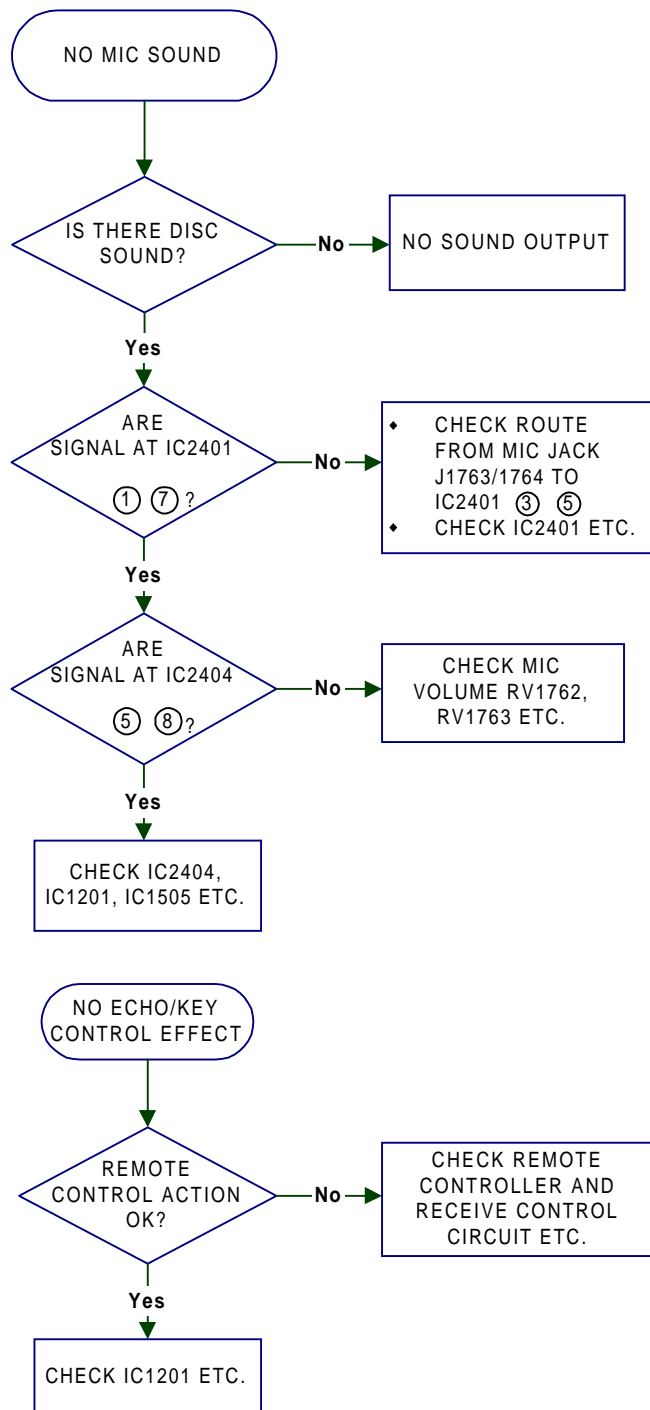 NO MIC SOUND
IS THERE DISC
SOUND?
No
NO SOUND OUTPUT
Yes
ARE
SIGNAL AT IC2401
① ⑦ ?
No
♦ CHECK ROUTE
FROM MIC JACK
J1763/1764 TO
IC2401 ③ ⑤
♦ CHECK IC2401 ETC.
Yes
ARE
SIGNAL AT IC2404
⑤ ⑧ ?
No
CHECK MIC
VOLUME RV1762,
RV1763 ETC.
Yes
CHECK IC2404,
IC1201, IC1505 ETC.
NO ECHO/KEY
CONTROL EFFECT
REMOTE
CONTROL ACTION
OK?
No
CHECK REMOTE
CONTROLLER AND
RECEIVE CONTROL
CIRCUIT ETC.
Yes
CHECK IC1201 ETC.